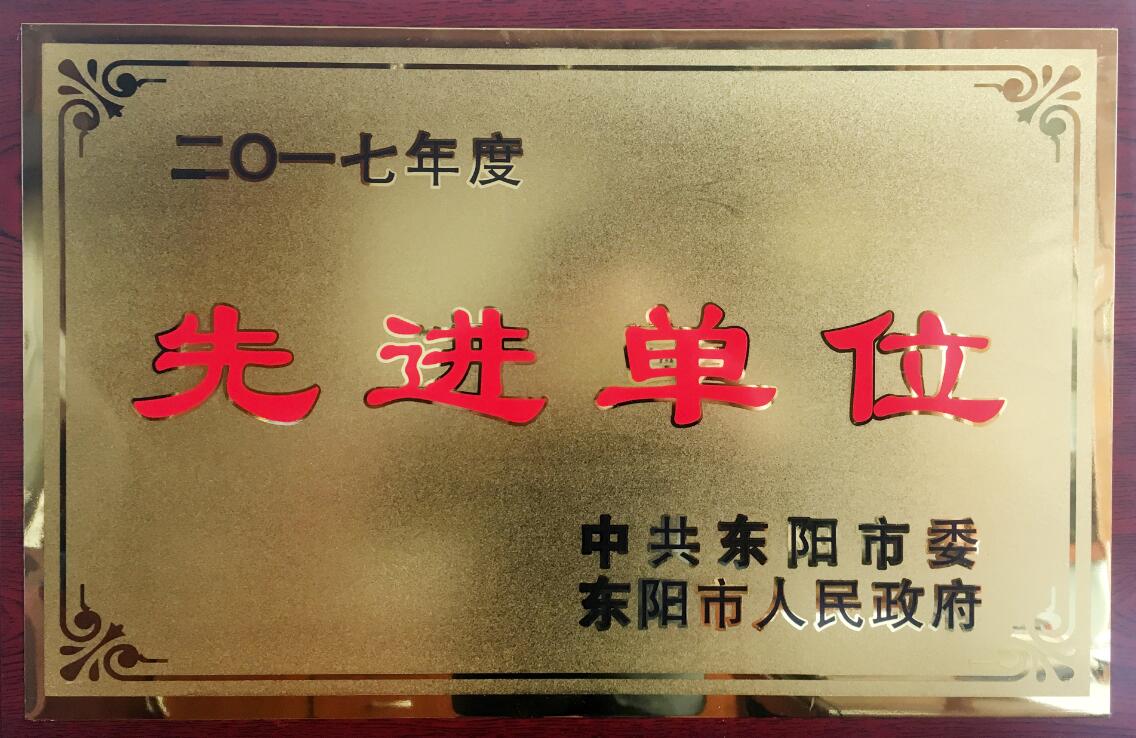 二〇一七年度
先进单位
中共东阳市委
东阳市人民政府